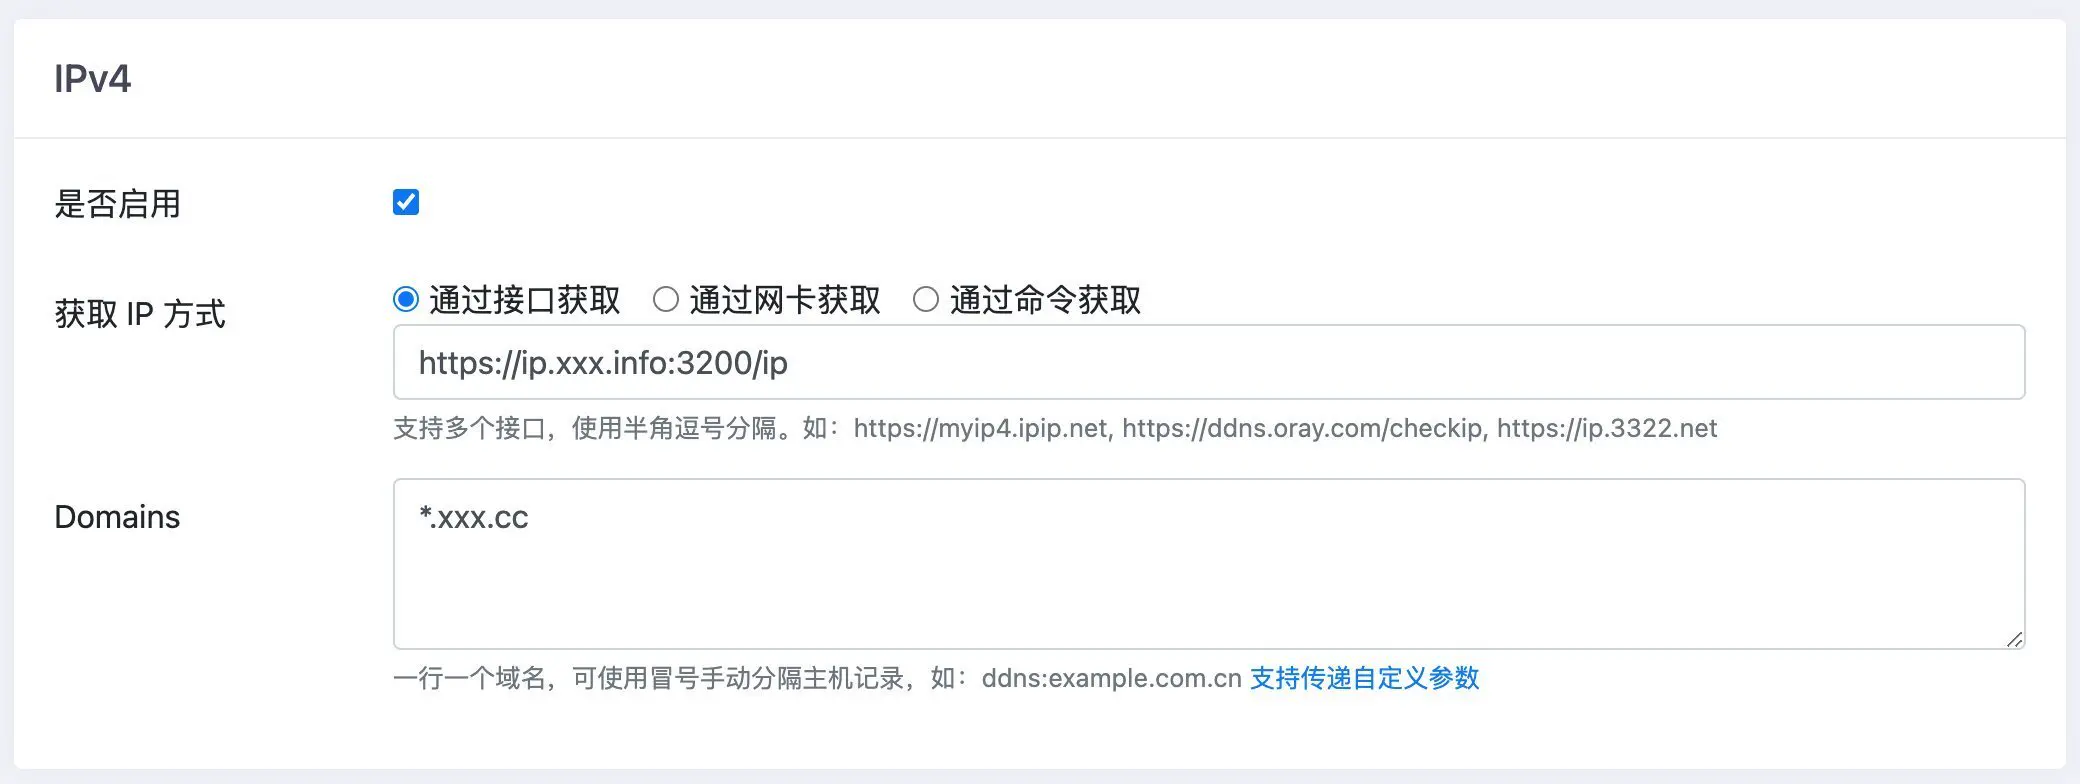 IPv4
是否启用
获取 IP 方式
通过接口获取 通过网卡获取 通过命令获取
https://ip.xxx.info:3200/ip
支持多个接口，使用半角逗号分隔。如：https://myip4.ipip.net, https://ddns.oray.com/checkip, https://ip.3322.net
Domains
*.xxx.cc
一行一个域名，可使用冒号手动分隔主机记录，如：ddns:example.com.cn 支持传递自定义参数